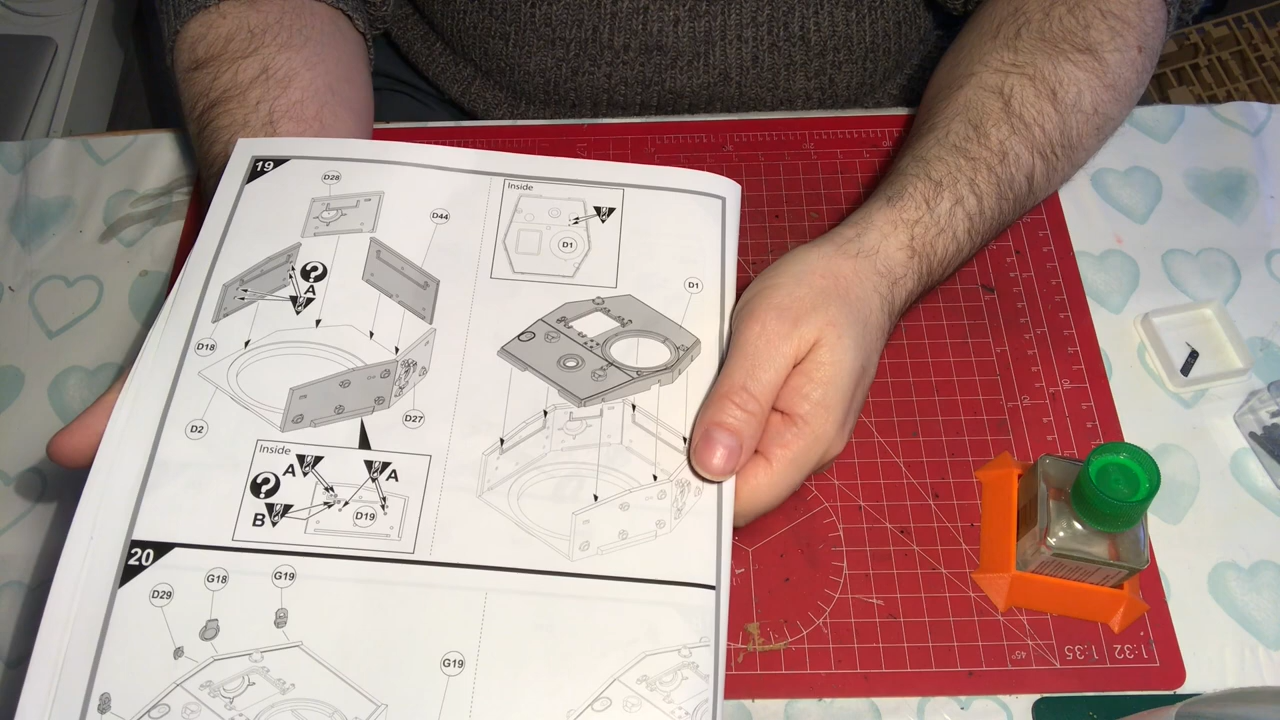 19
D28
D44
A
D18
D2
D27
Inside
A
A
B
D19
Inside
D1
D1
20
D29
G18
G19
G19
45°
1:35
1:32